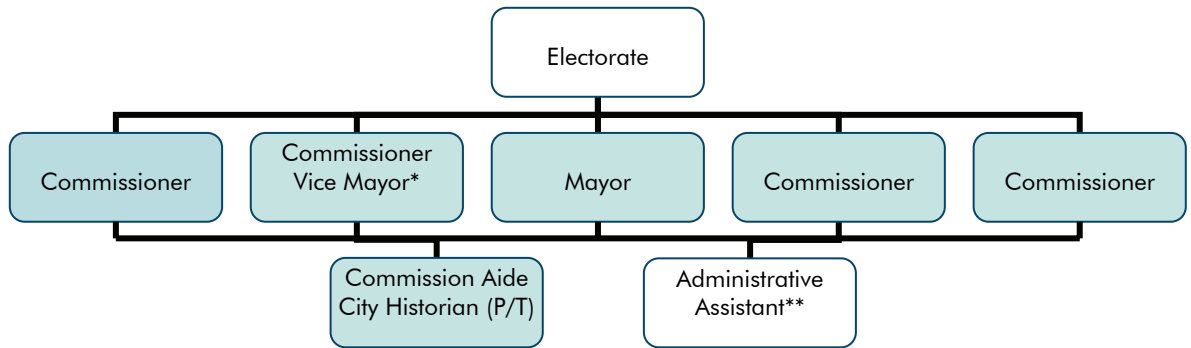 Electorate
Commissioner
Commissioner
Vice Mayor*
Mayor
Commissioner
Commissioner
Commission Aide
City Historian (P/T)
Administrative
Assistant**